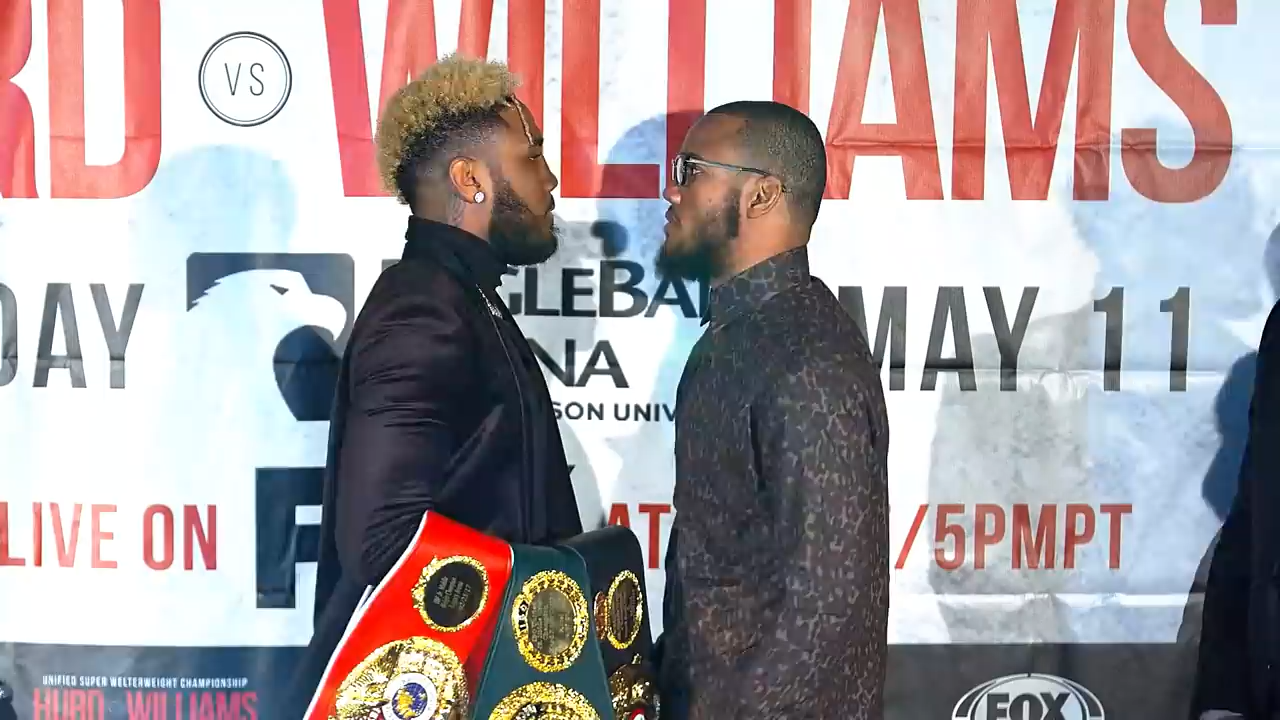 RD VS WILLIAMS
DAY
GLEBA
MAY 11
NA
SON UNIV
LIVE ON F
AT
/5PMPT
UNIFIED SUPER WELTERWEIGHT CHAMPIONSHIP
HURD WILLIAMS
FOX